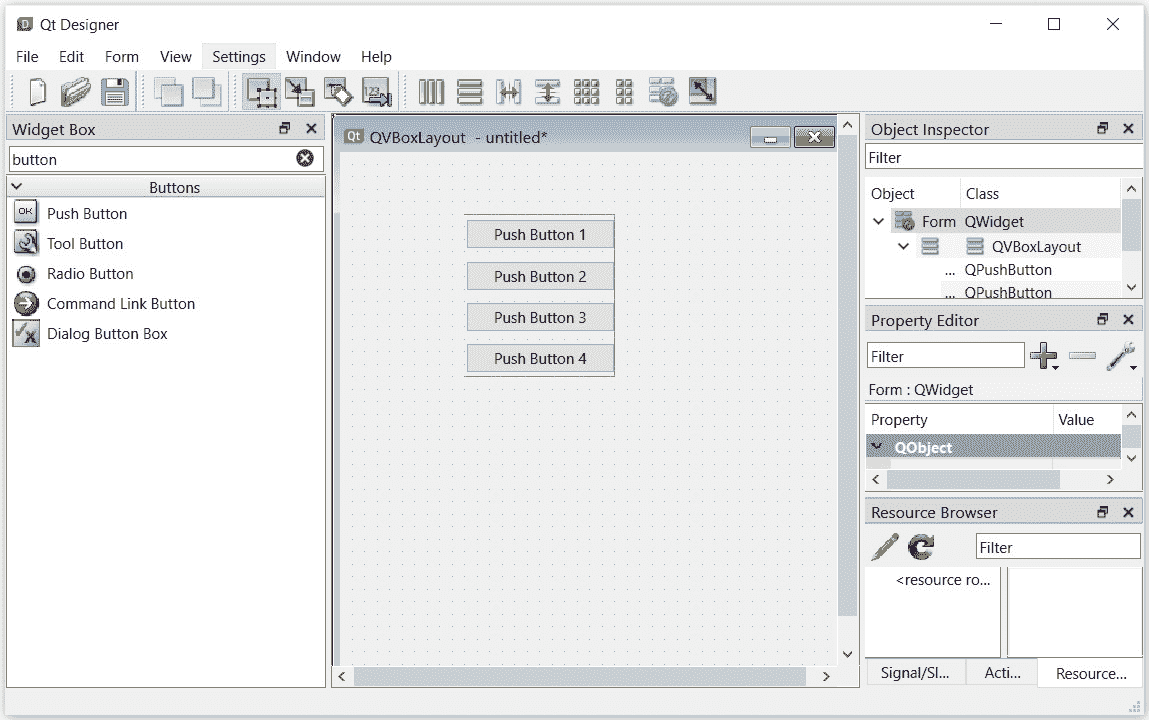 Qt Designer
File Edit Form View Settings Window Help
Widget Box
button
Buttons
OK Push Button
Tool Button
Radio Button
Command Link Button
Dialog Button Box
Qt QVBoxLayout - untitled*
Push Button 1
Push Button 2
Push Button 3
Push Button 4
Object Inspector
Filter
Object Class
Form QWidget
QVBoxLayout
... QPushButton
... QPushButton
Property Editor
Filter
Form : QWidget
Property Value
QObject
Resource Browser
Filter
<resource ro...
Signal/Sl... Acti... Resource...